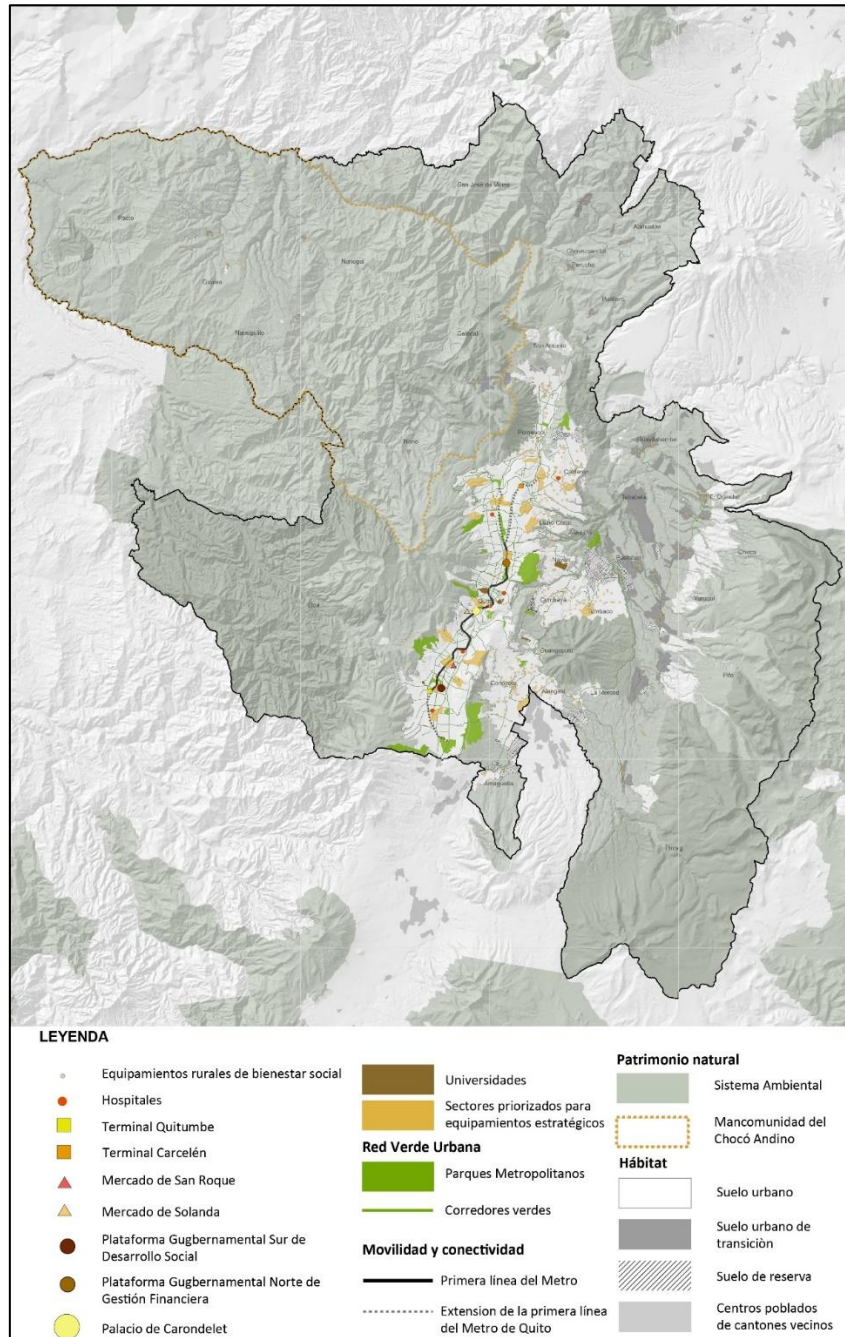 San José de Minas
Pacto
Atahualpa
Chavezpamba
Perucho
Nanegal
Gualea
Puéllaro
Nanegalito
Calacalí
San Antonio
Nono
Pomasqui
Guayllabamba
Calderón
El Quinche
Llano Chico
Checa
Puembo
Yaruquí
Cumbayá
Tumbaco
Lloa
Guangopolo
Pifo
Conocoto
Alangasí
La Merced
Amaguaña
Pintag
LEYENDA
Equipamientos rurales de bienestar social
Hospitales
Terminal Quitumbe
Terminal Carcelén
Mercado de San Roque
Mercado de Solanda
Plataforma Gugbernamental Sur de
Desarrollo Social
Plataforma Gugbernamental Norte de
Gestión Financiera
Palacio de Carondelet
Universidades
Sectores priorizados para
equipamientos estratégicos
Red Verde Urbana
Parques Metropolitanos
Corredores verdes
Movilidad y conectividad
Primera línea del Metro
Extension de la primera línea
del Metro de Quito
Patrimonio natural
Sistema Ambiental
Mancomunidad del
Chocó Andino
Hábitat
Suelo urbano
Suelo urbano de
transiciòn
Suelo de reserva
Centros poblados
de cantones vecinos